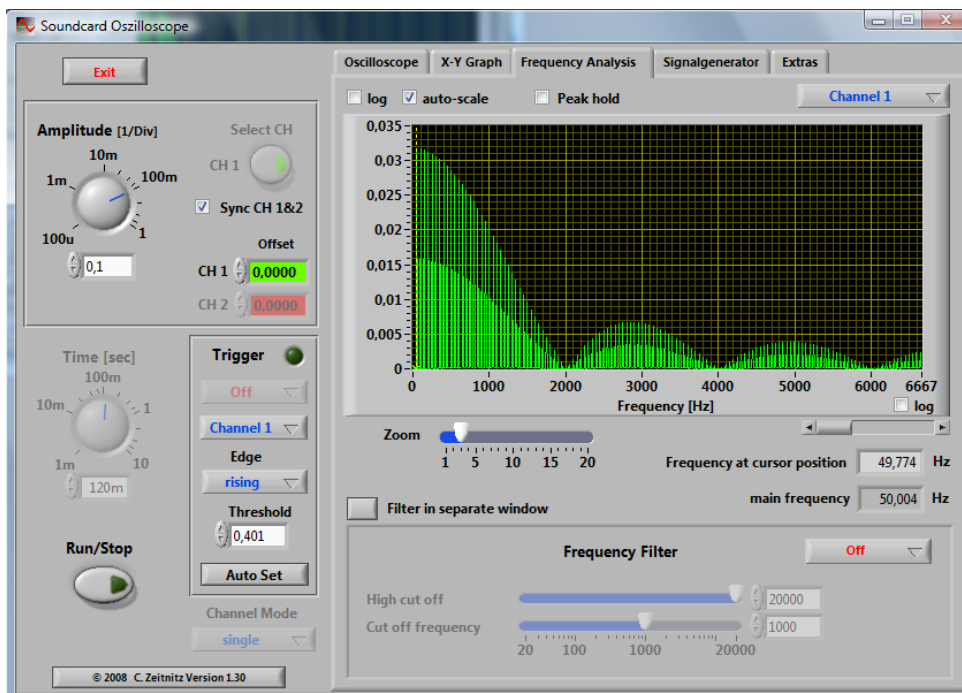 Soundcard Oszilloscope
Exit
Amplitude [1/Div]
10m
1m
100m
100u
1
0,1
Select CH
CH 1
Sync CH 1&2
Offset
CH 1 0,0000
CH 2 0,0000
Time [sec]
100m
10m
1
1m
10
120m
Run/Stop
Trigger
Off
Channel 1
Edge
rising
Threshold
0,401
Auto Set
Channel Mode
single
© 2008 C. Zeitnitz Version 1.30
Oscilloscope X-Y Graph Frequency Analysis Signalgenerator Extras
log auto-scale Peak hold Channel 1
0,035
0,03
0,025
0,02
0,015
0,01
0,005
0
0 1000 2000 3000 4000 5000 6000 6667
Frequency [Hz]
log
Zoom
1 5 10 15 20
Frequency at cursor position 49,774 Hz
main frequency 50,004 Hz
Filter in separate window
Frequency Filter Off
High cut off 20000
Cut off frequency 1000
20 100 1000 20000